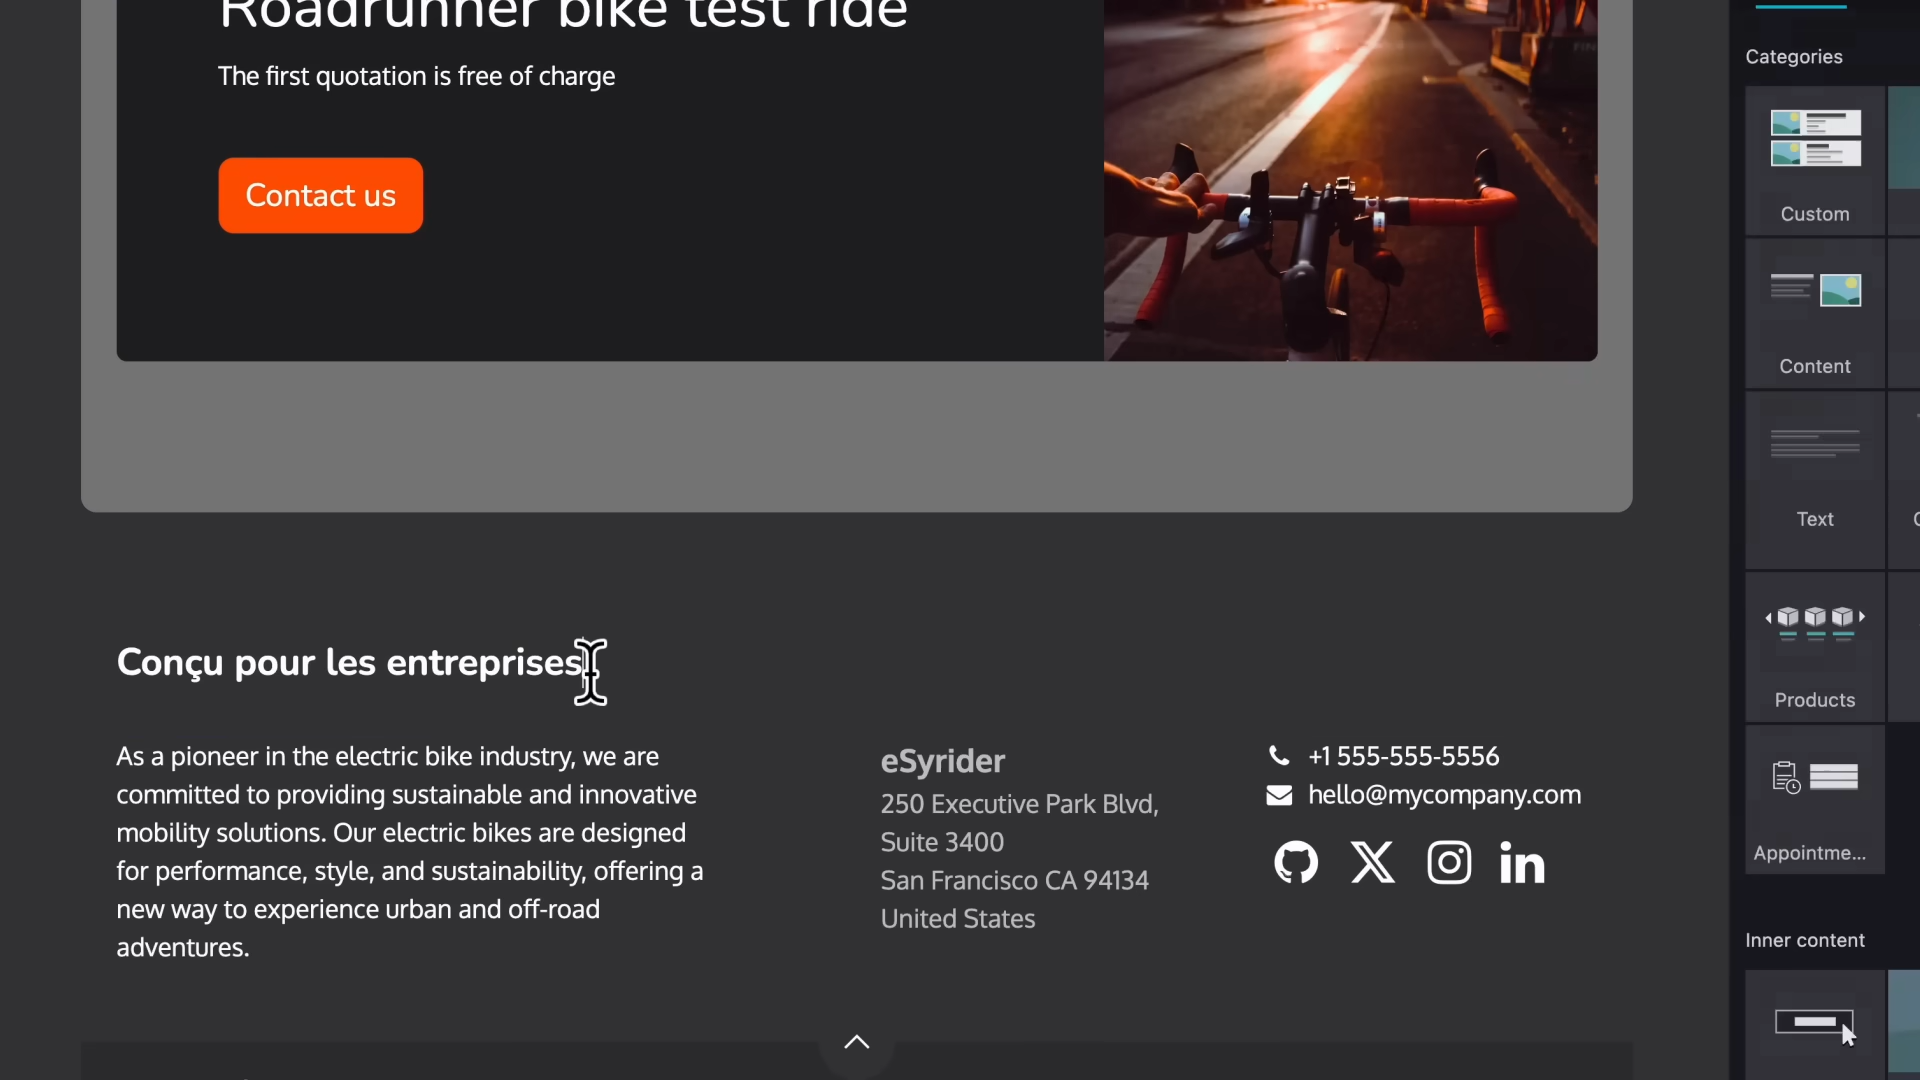 Roadrunner bike test ride
The first quotation is free of charge
Contact us
Conçu pour les entreprises
As a pioneer in the electric bike industry, we are
committed to providing sustainable and innovative
mobility solutions. Our electric bikes are designed
for performance, style, and sustainability, offering a
new way to experience urban and off-road
adventures.
eSyrider
250 Executive Park Blvd,
Suite 3400
San Francisco CA 94134
United States
+1 555-555-5556
hello@mycompany.com
Categories
Custom
Content
Text
Products
Appointme...
Inner content